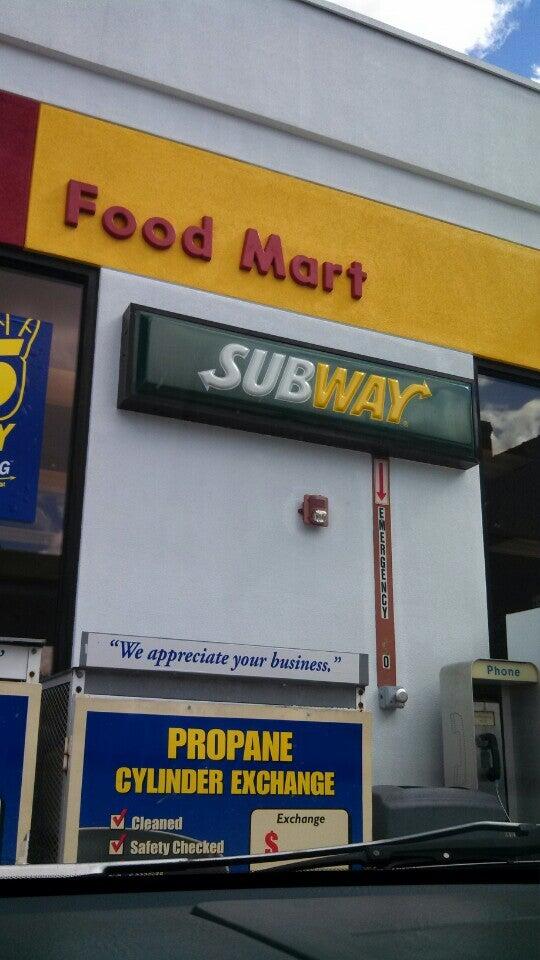 Food Mart
SUBWAY
EMERGENCY
"We appreciate your business."
Phone
PROPANE
CYLINDER EXCHANGE
Cleaned
Safety Checked
Exchange
$
Y
G